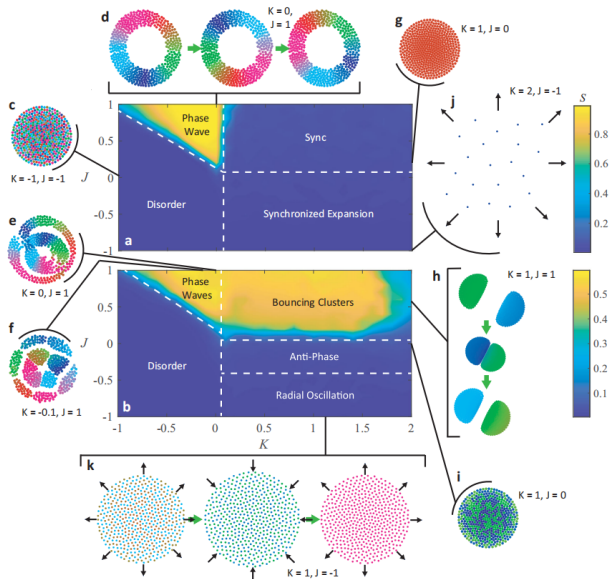 d
K = 0,
J = 1
g
K = 1, J = 0
j
K = 2, J = -1
S
c
K = -1, J = -1
1
0.5
J 0
-0.5
-1
Phase
Wave
Sync
Disorder
Synchronized Expansion
a
0.8
0.6
0.4
0.2
e
K = 0, J = 1
f
K = -0.1, J = 1
1
0.5
J 0
-0.5
-1
Phase
Waves
Bouncing Clusters
Disorder
Anti-Phase
Radial Oscillation
b
-1 -0.5 0 0.5 1 1.5 2
K
h
K = 1, J = 1
0.5
0.4
0.3
0.2
0.1
k
K = 1, J = -1
i
K = 1, J = 0